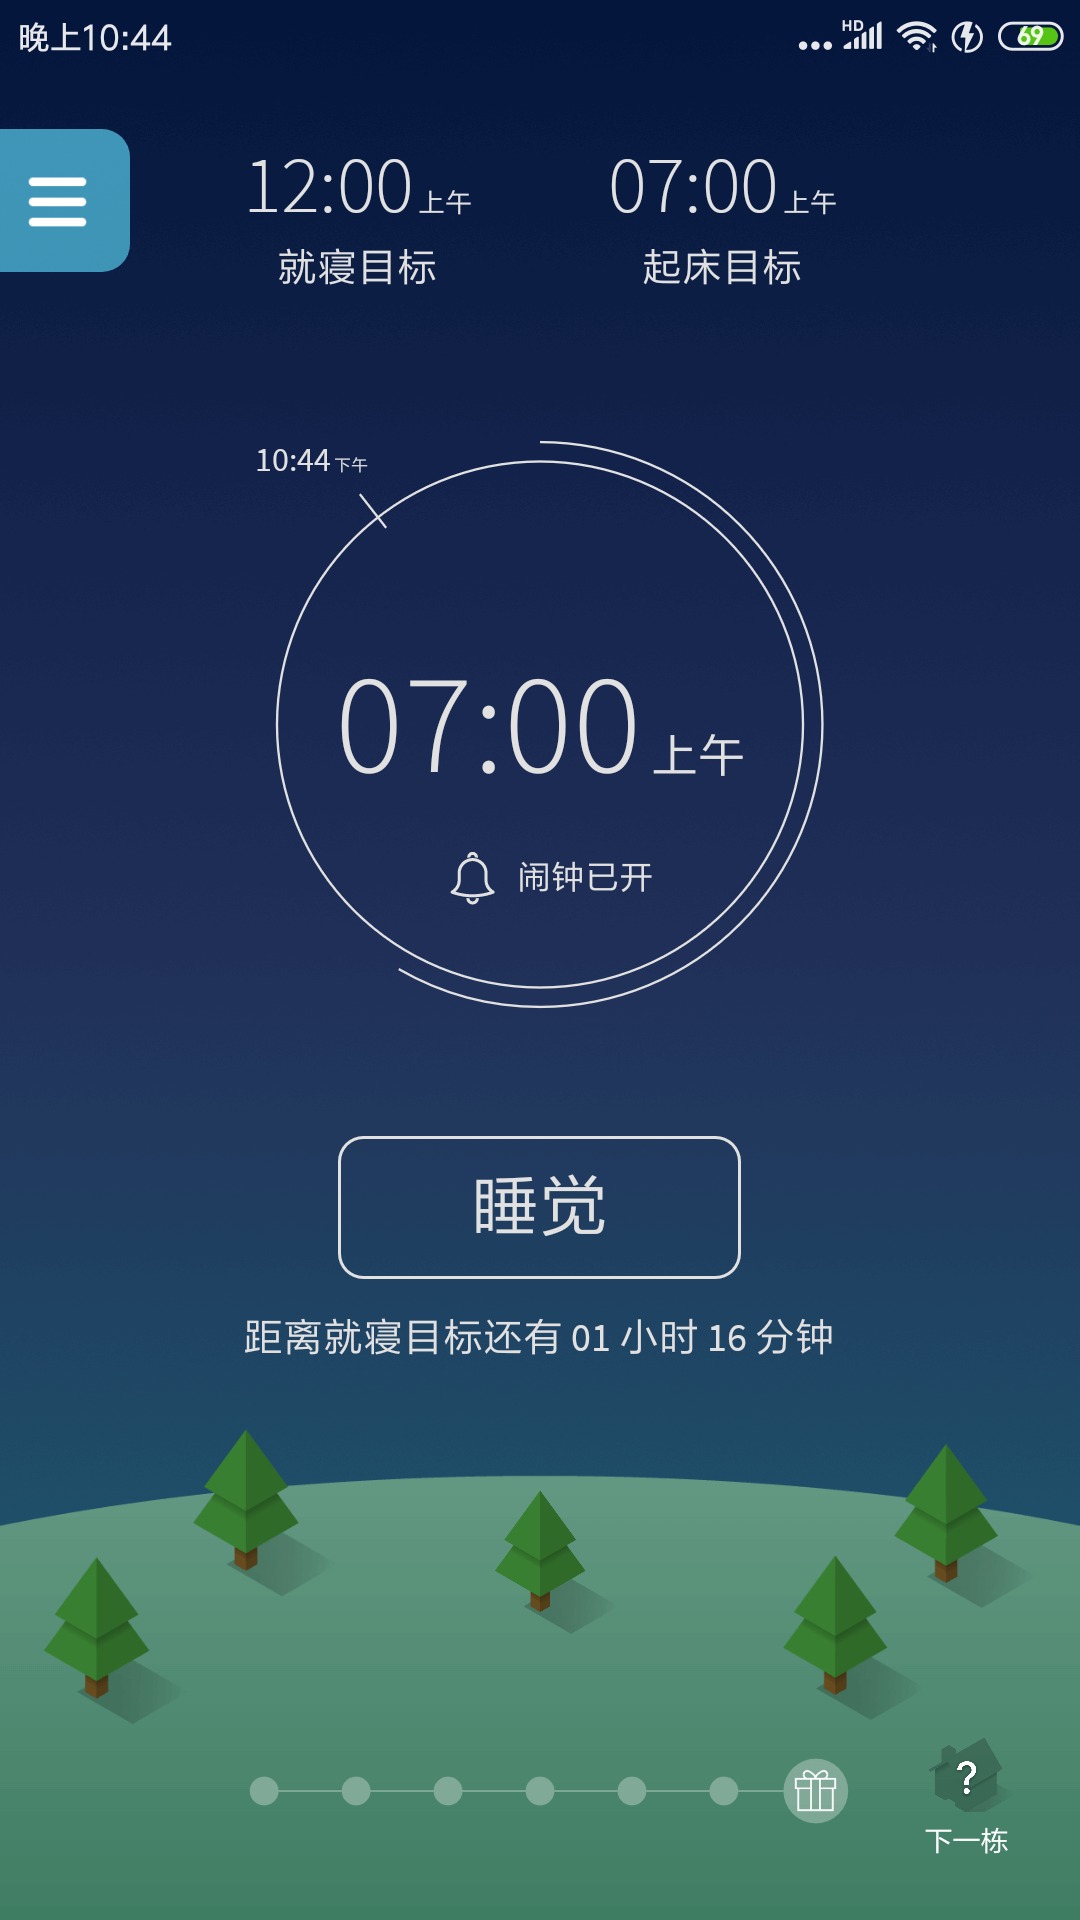 晚上10:44
HD
69
12:00上午
07:00上午
就寝目标
起床目标
10:44下午
07:00 上午
闹钟已开
睡觉
距离就寝目标还有 01 小时 16 分钟
?
下一栋